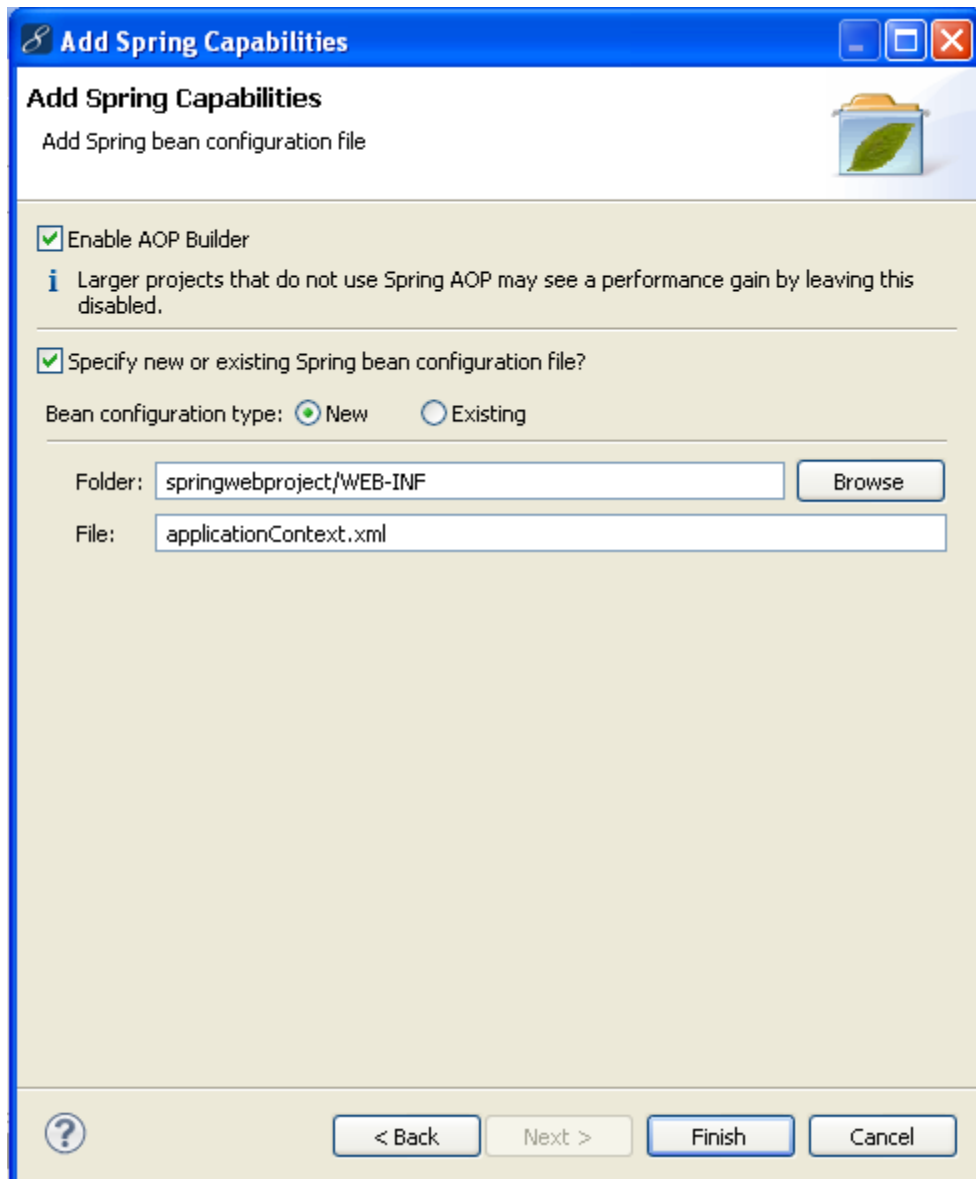 Add Spring Capabilities
Add Spring Capabilities
Add Spring bean configuration file
Enable AOP Builder
i Larger projects that do not use Spring AOP may see a performance gain by leaving this
disabled.
Specify new or existing Spring bean configuration file?
Bean configuration type: New Existing
Folder: springwebproject/WEB-INF Browse
File: applicationContext.xml
? < Back Next > Finish Cancel